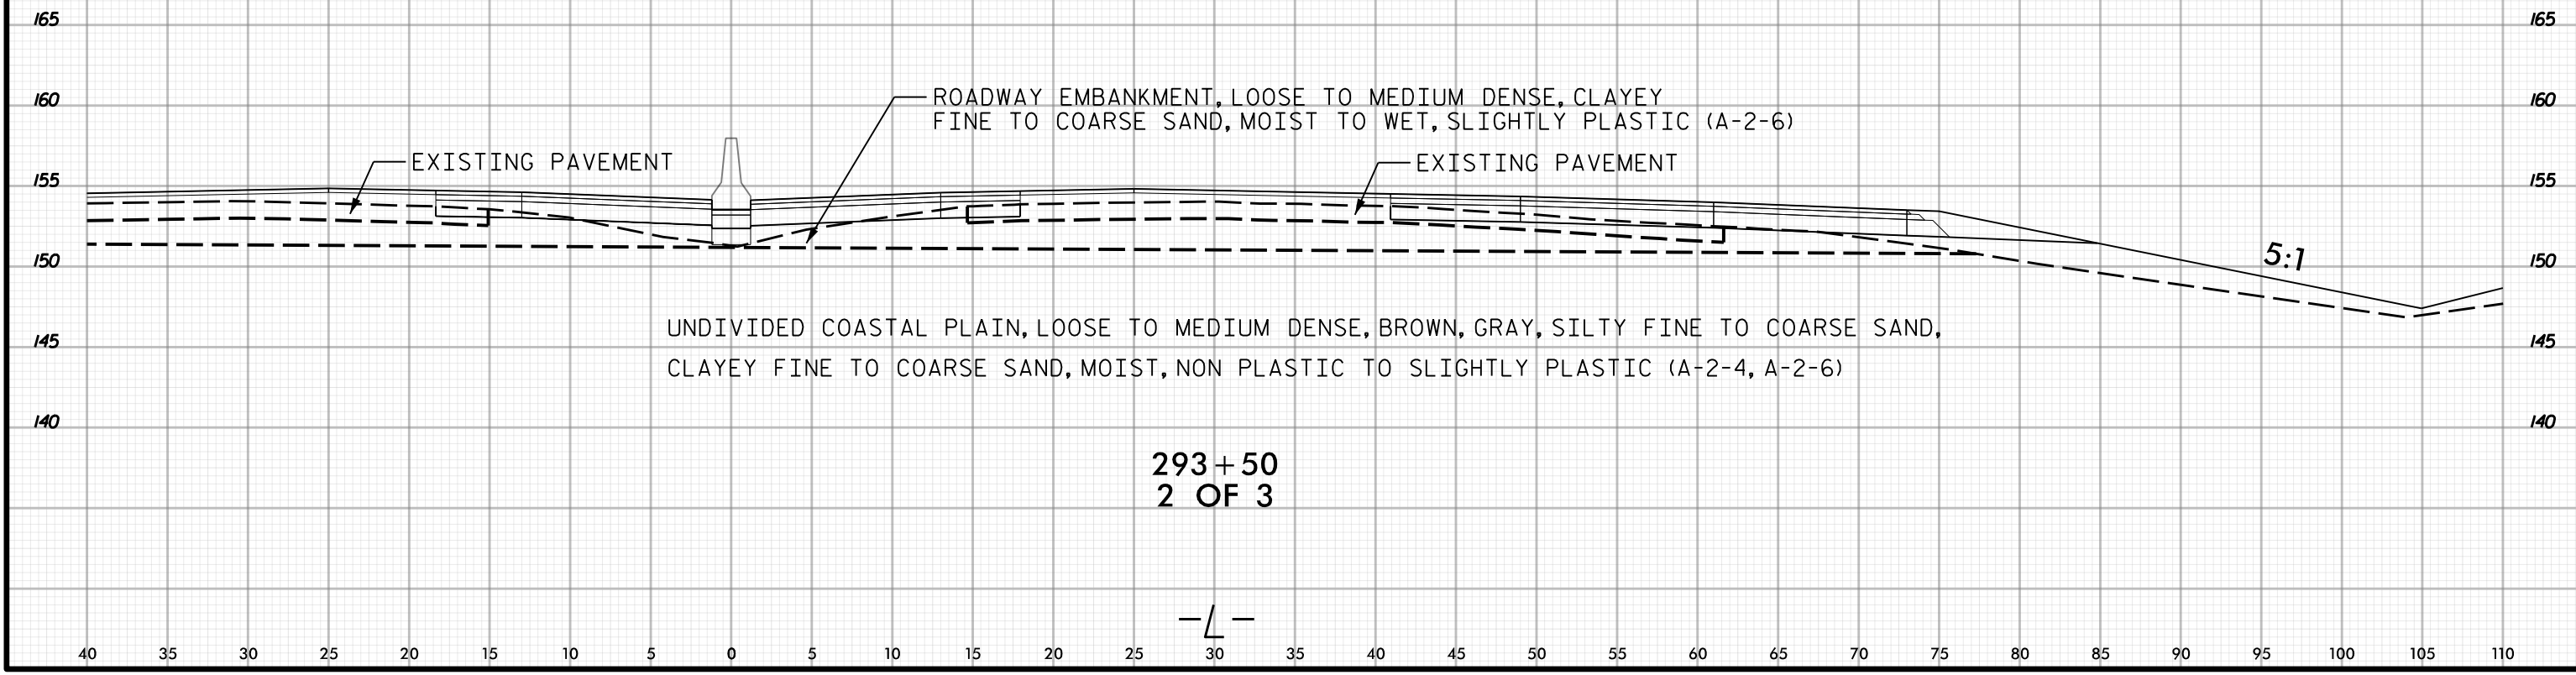 165 165
160 160
ROADWAY EMBANKMENT, LOOSE TO MEDIUM DENSE, CLAYEY
FINE TO COARSE SAND, MOIST TO WET, SLIGHTLY PLASTIC (A-2-6)
EXISTING PAVEMENT EXISTING PAVEMENT
155 155
5:1
150 150
UNDIVIDED COASTAL PLAIN, LOOSE TO MEDIUM DENSE, BROWN, GRAY, SILTY FINE TO COARSE SAND,
145 145
CLAYEY FINE TO COARSE SAND, MOIST, NON PLASTIC TO SLIGHTLY PLASTIC (A-2-4, A-2-6)
140 140
293+50
2 OF 3
-L-
40 35 30 25 20 15 10 5 0 5 10 15 20 25 30 35 40 45 50 55 60 65 70 75 80 85 90 95 100 105 110